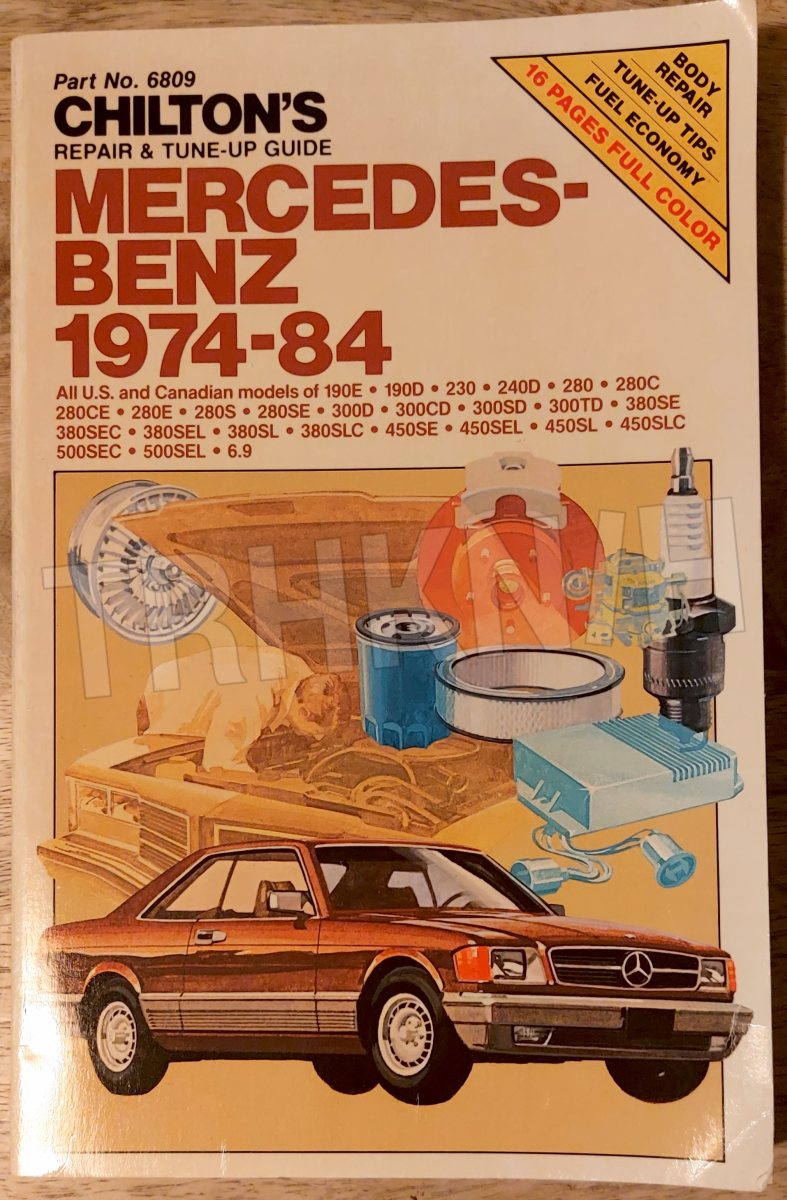 Part No. 6809
CHILTON'S
REPAIR & TUNE-UP GUIDE
MERCEDES-
BENZ
1974-84
BODY
REPAIR
TUNE-UP TIPS
FUEL ECONOMY
16 PAGES FULL COLOR
All U.S. and Canadian models of 190E • 190D • 230 • 240D • 280 • 280C
280CE • 280E • 280S • 280SE • 300D • 300CD • 300SD • 300TD • 380SE
380SEC • 380SEL • 380SL • 380SLC • 450SE • 450SEL • 450SL • 450SLC
500SEC • 500SEL • 6.9
TRHKNYH